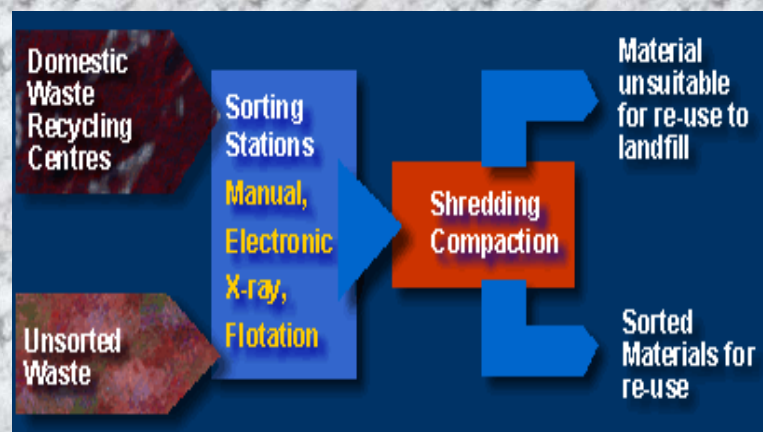 Domestic
Waste
Recycling
Centres
Unsorted
Waste
Sorting
Stations
Manual,
Electronic
X-ray,
Flotation
Shredding
Compaction
Material
unsuitable
for re-use to
landfill
Sorted
Materials for
re-use